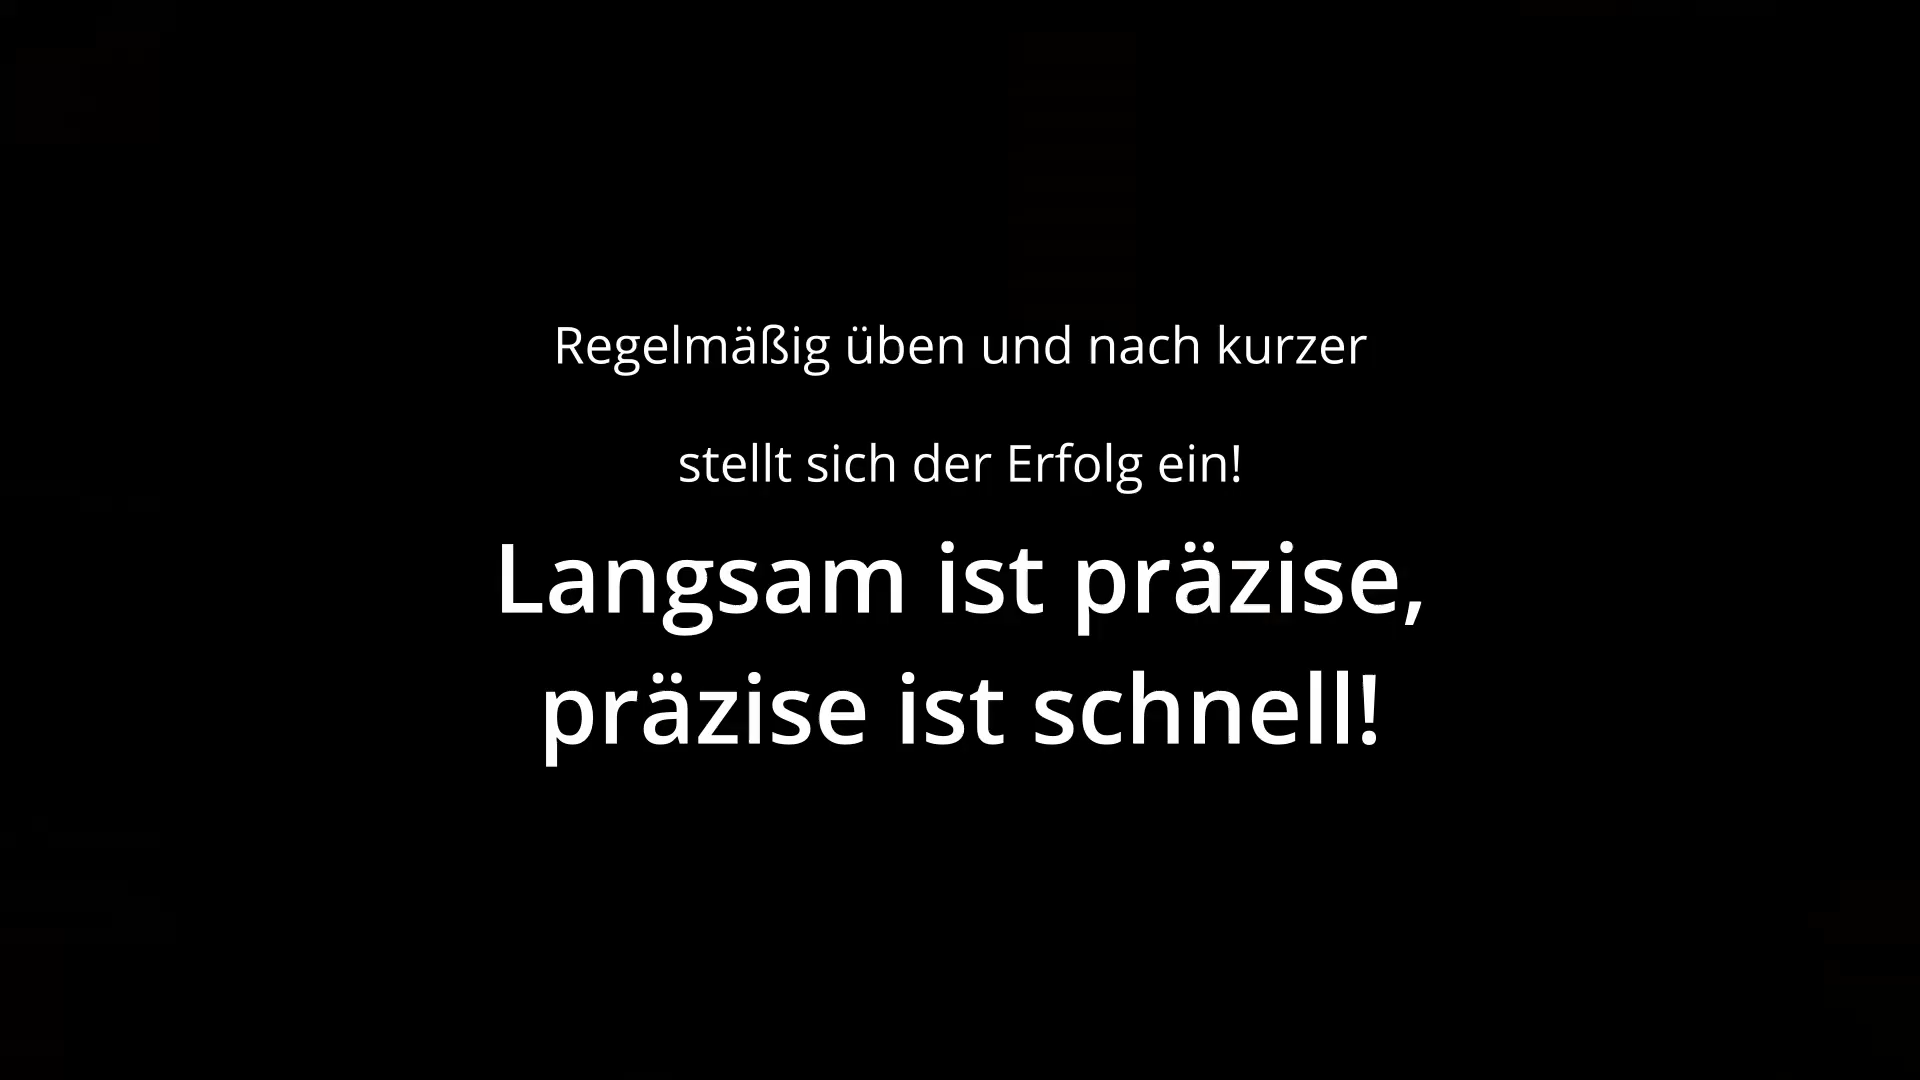 Regelmäßig üben und nach kurzer
stellt sich der Erfolg ein!
Langsam ist präzise,
präzise ist schnell!